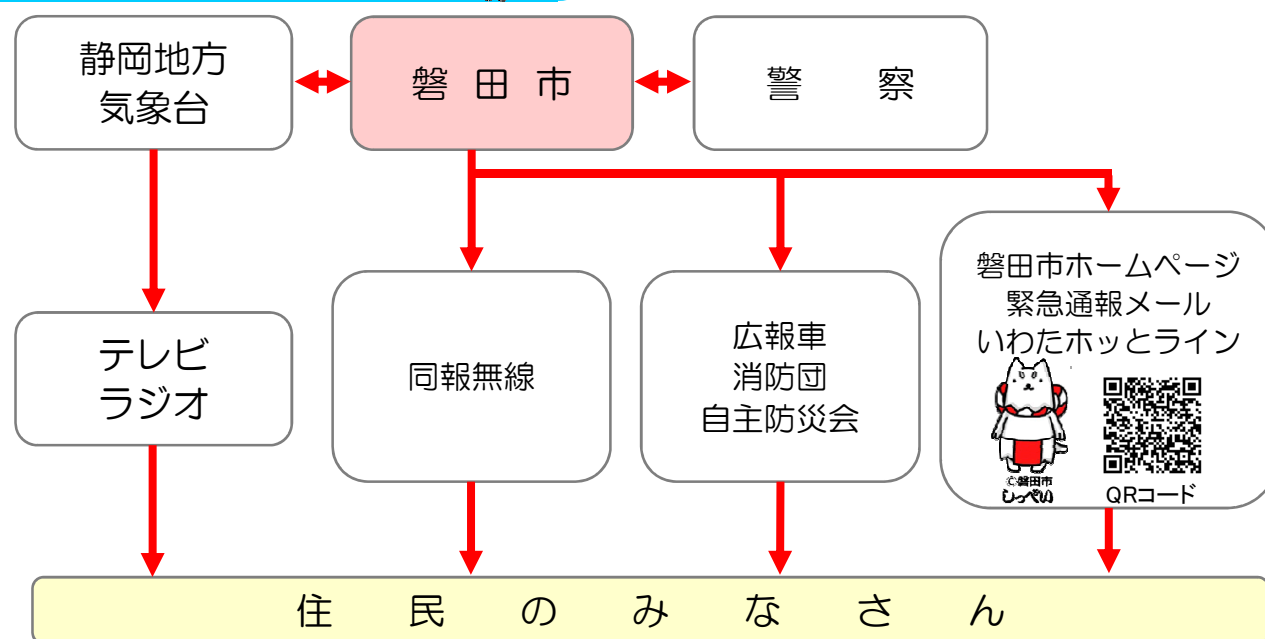 静岡地方
気象台
磐田市
警察
テレビ
ラジオ
同報無線
広報車
消防団
自主防災会
磐田市ホームページ
緊急通報メール
いわたホッとライン
©磐田市
しっぺい
QRコード
住民のみなさん